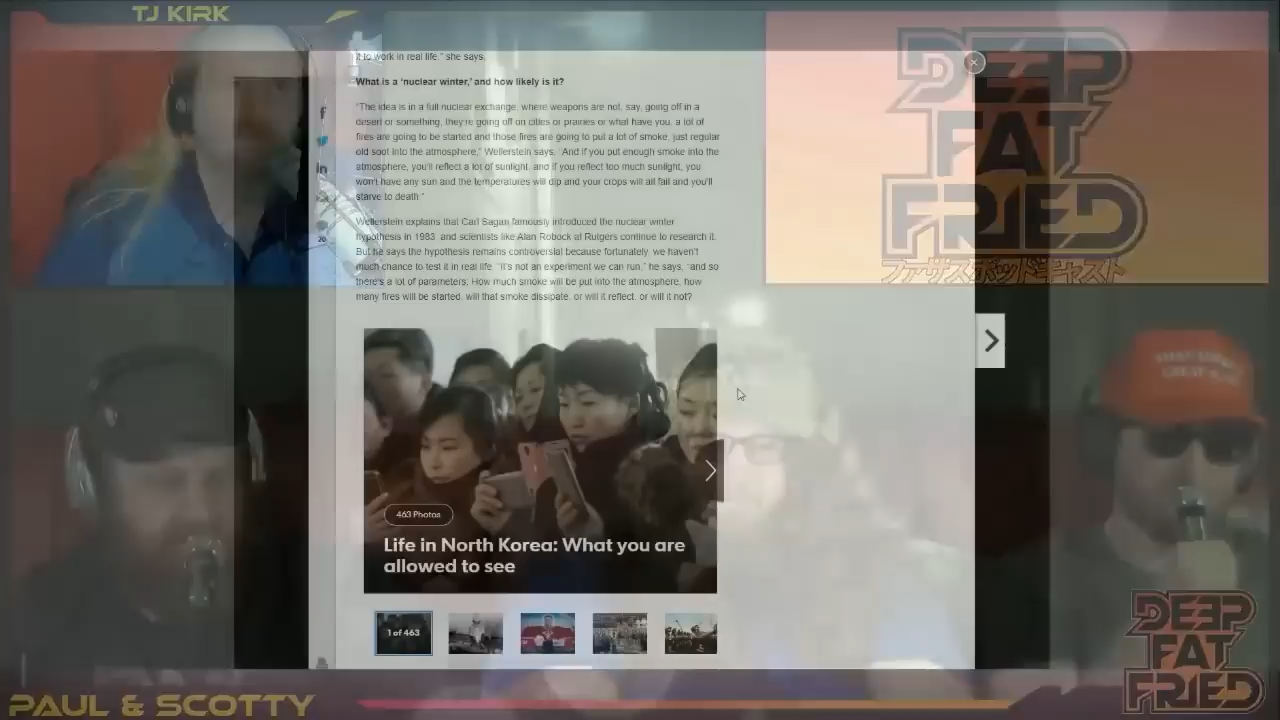 TJ KIRK
it to work in real life," she says.
What is a 'nuclear winter,' and how likely is it?
"The idea is in a full nuclear exchange, where weapons are not, say, going off in a
desert or something, they're going off on cities or prairies or what have you, a lot of
fires are going to be started and those fires are going to put a lot of smoke, just regular
old soot into the atmosphere," Wellerstein says. "And if you put enough smoke into the
atmosphere, you'll reflect a lot of sunlight, and if you reflect too much sunlight, you
won't have any sun and the temperatures will dip and your crops will all fail and you'll
starve to death."
Wellerstein explains that Carl Sagan famously introduced the nuclear winter
hypothesis in 1983, and scientists like Alan Robock at Rutgers continue to research it.
But he says the hypothesis remains controversial because fortunately, we haven't
much chance to test it in real life. "It's not an experiment we can run," he says, "and so
there's a lot of parameters: How much smoke will be put into the atmosphere, how
many fires will be started, will that smoke dissipate, or will it reflect, or will it not?
20
463 Photos
Life in North Korea: What you are
allowed to see
1 of 463
DEEP
FAT
FRIED
DEEP
FAT
FRIED
PAUL & SCOTTY